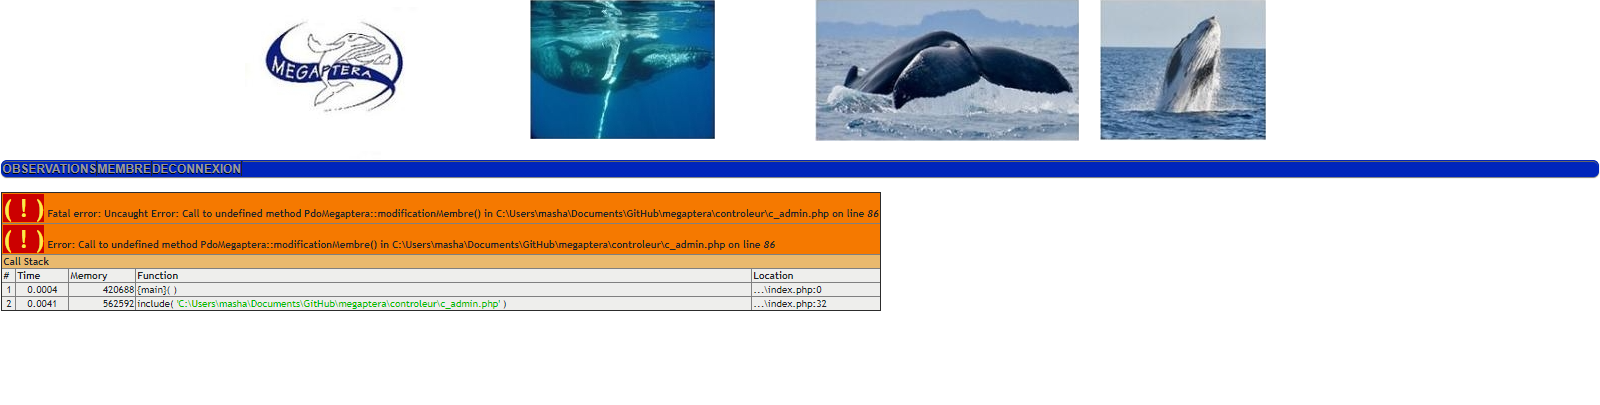 MEGAPTERA
OBSERVATIONS MEMBRE DECONNEXION
( ! ) Fatal error: Uncaught Error: Call to undefined method PdoMegaptera::modificationMembre() in C:\Users\masha\Documents\GitHub\megaptera\controleur\c_admin.php on line 86
( ! ) Error: Call to undefined method PdoMegaptera::modificationMembre() in C:\Users\masha\Documents\GitHub\megaptera\controleur\c_admin.php on line 86
Call Stack
# Time Memory Function Location
1 0.0004 420688 {main}( ) ...\index.php:0
2 0.0041 562592 include( 'C:\Users\masha\Documents\GitHub\megaptera\controleur\c_admin.php' ) ...\index.php:32